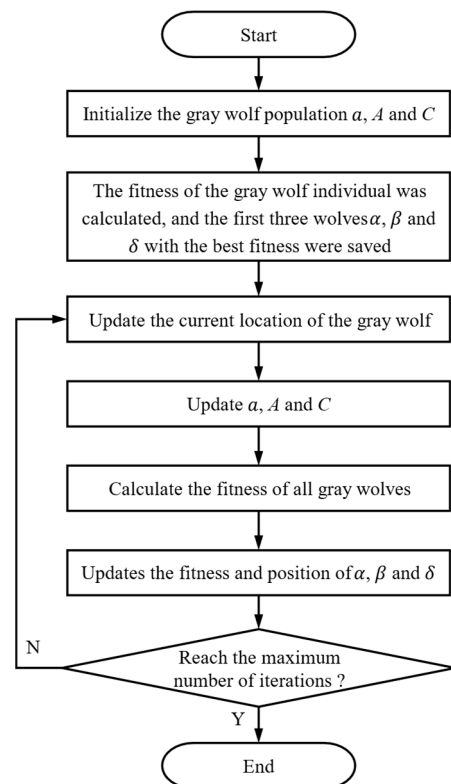 Start
Initialize the gray wolf population a, A and C
The fitness of the gray wolf individual was
calculated, and the first three wolves α, β and
δ with the best fitness were saved
Update the current location of the gray wolf
Update a, A and C
Calculate the fitness of all gray wolves
Updates the fitness and position of α, β and δ
N
Reach the maximum
number of iterations ?
Y
End